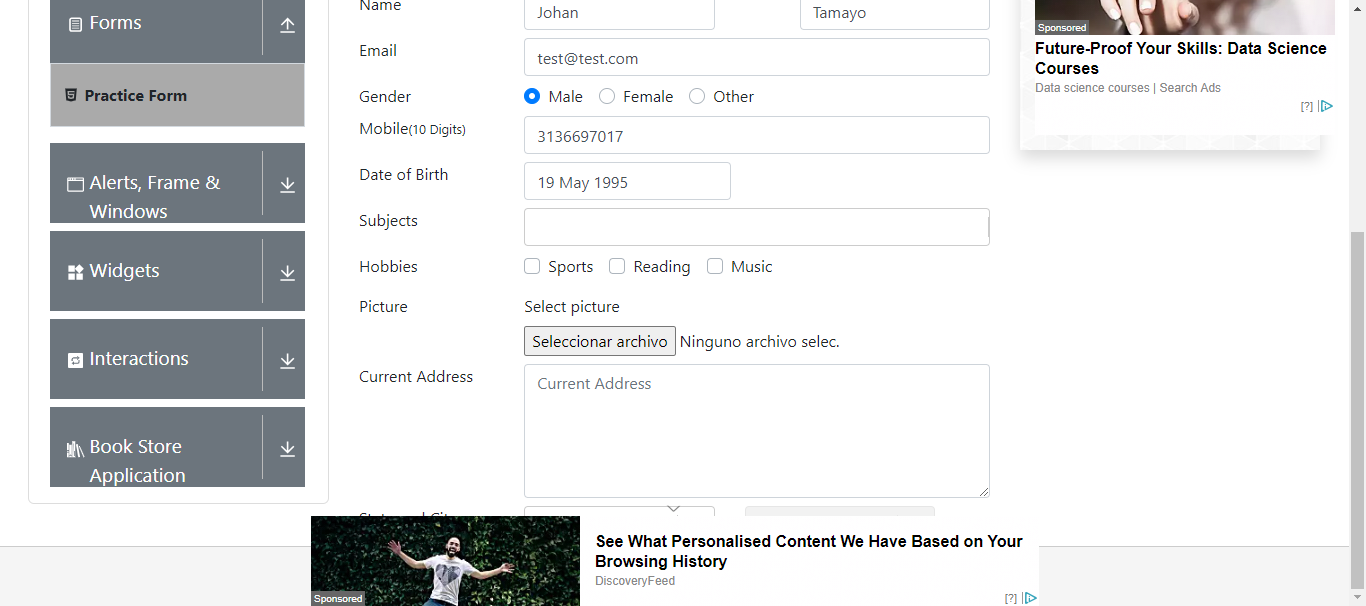 Forms
Practice Form
Alerts, Frame &
Windows
Widgets
Interactions
Book Store
Application
Name
Johan
Tamayo
Email
test@test.com
Gender
Male
Female
Other
Mobile(10 Digits)
3136697017
Date of Birth
19 May 1995
Subjects
Hobbies
Sports
Reading
Music
Picture
Select picture
Seleccionar archivo
Ninguno archivo selec.
Current Address
Current Address
State and City
Sponsored
Future-Proof Your Skills: Data Science
Courses
Data science courses | Search Ads
[?]
Sponsored
See What Personalised Content We Have Based on Your
Browsing History
DiscoveryFeed
[?]